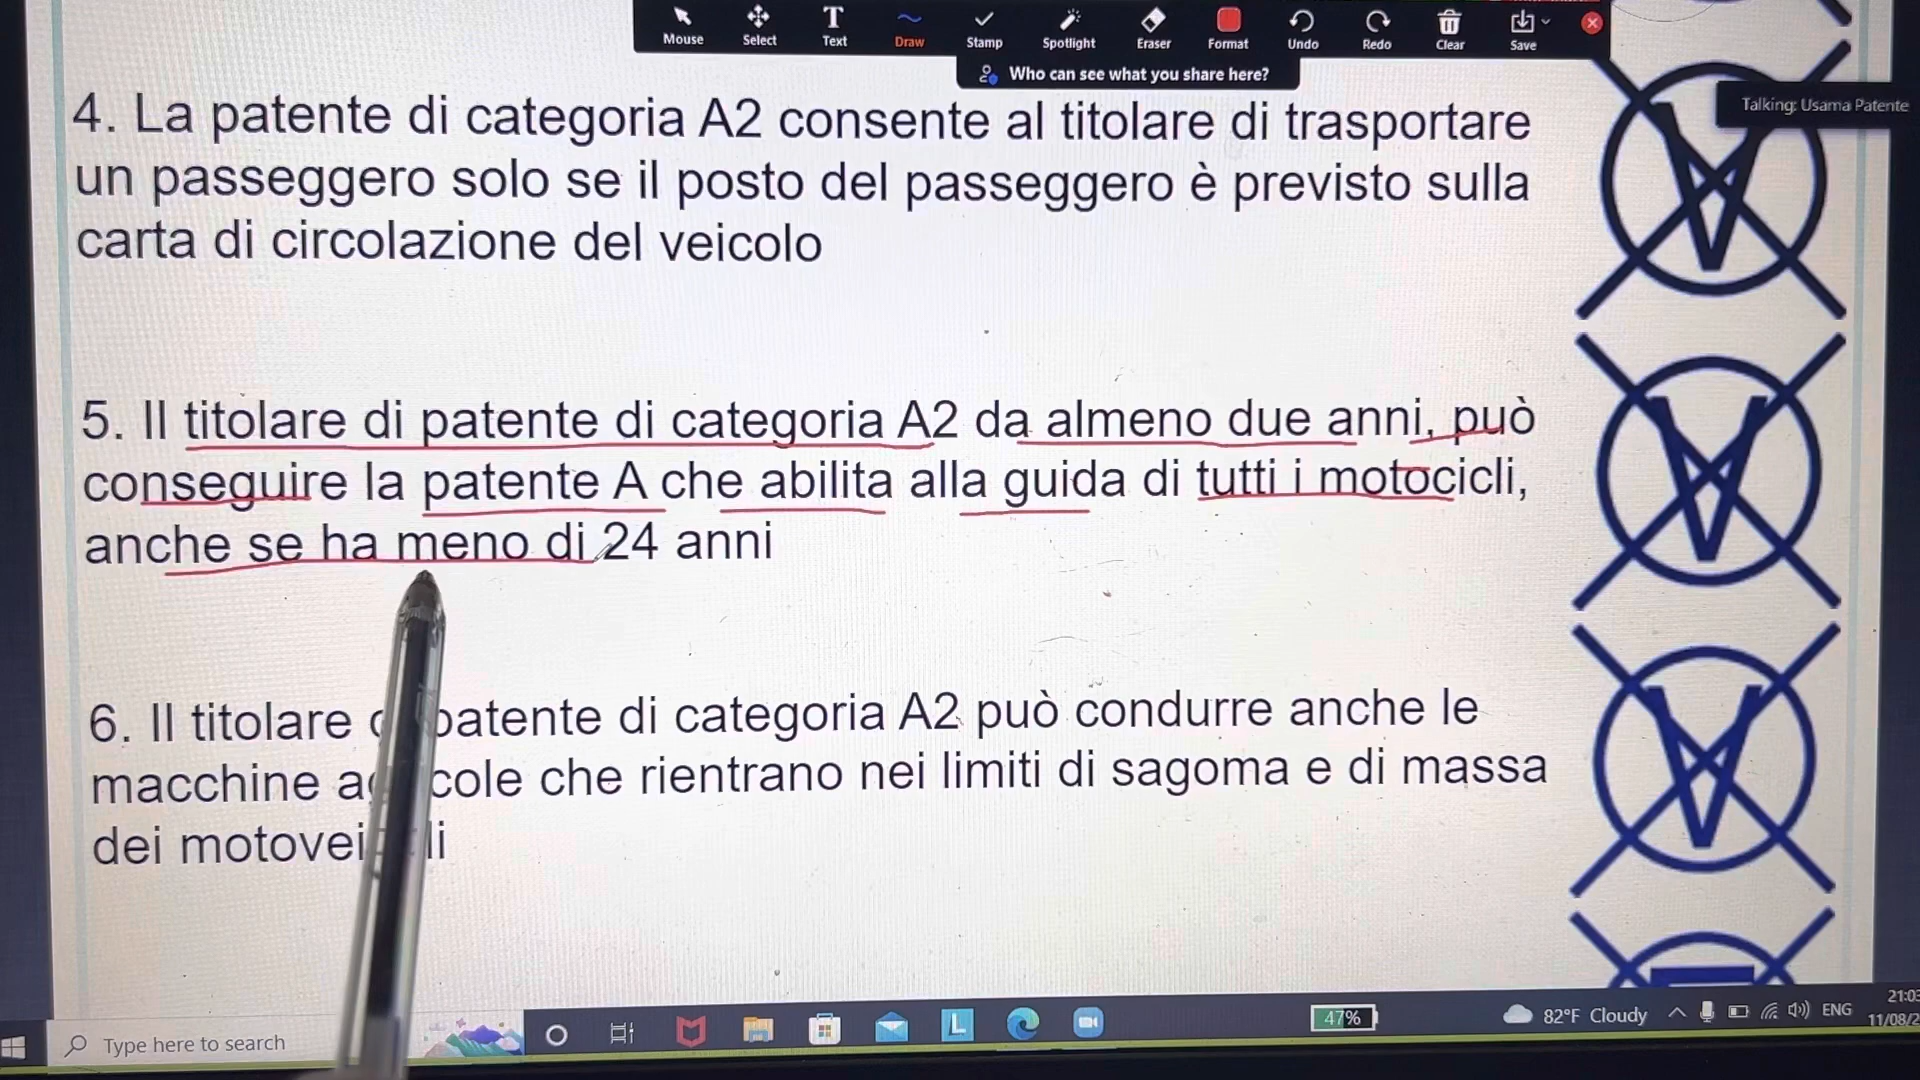 Mouse Select Text Draw Stamp Spotlight Eraser Format Undo Redo Clear Save
Who can see what you share here?
Talking: Usama Patente
4. La patente di categoria A2 consente al titolare di trasportare
un passeggero solo se il posto del passeggero è previsto sulla
carta di circolazione del veicolo
V
5. Il titolare di patente di categoria A2 da almeno due anni, può
conseguire la patente A che abilita alla guida di tutti i motocicli,
anche se ha meno di 24 anni
V
6. Il titolare patente di categoria A2 può condurre anche le
macchine che rientrano nei limiti di sagoma e di massa
dei
V
Type here to search
L
47%
82°F Cloudy
ENG
21:03
11/08/2